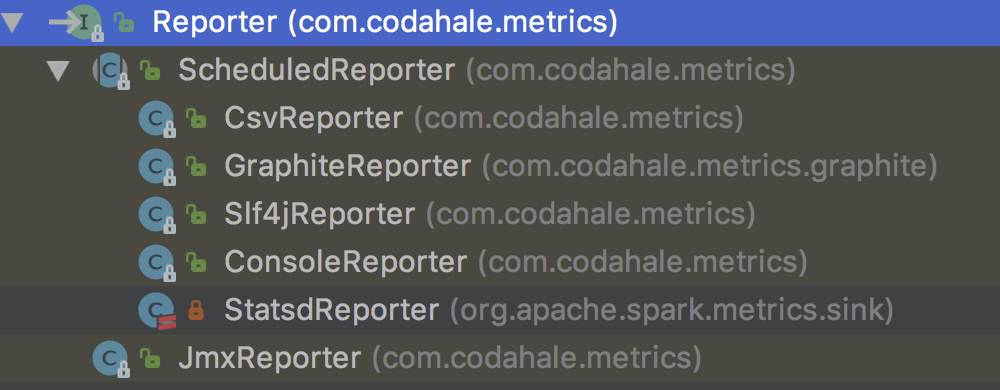 I Reporter (com.codahale.metrics)
C ScheduledReporter (com.codahale.metrics)
C CsvReporter (com.codahale.metrics)
C GraphiteReporter (com.codahale.metrics.graphite)
C Slf4jReporter (com.codahale.metrics)
C ConsoleReporter (com.codahale.metrics)
C StatsdReporter (org.apache.spark.metrics.sink)
C JmxReporter (com.codahale.metrics)